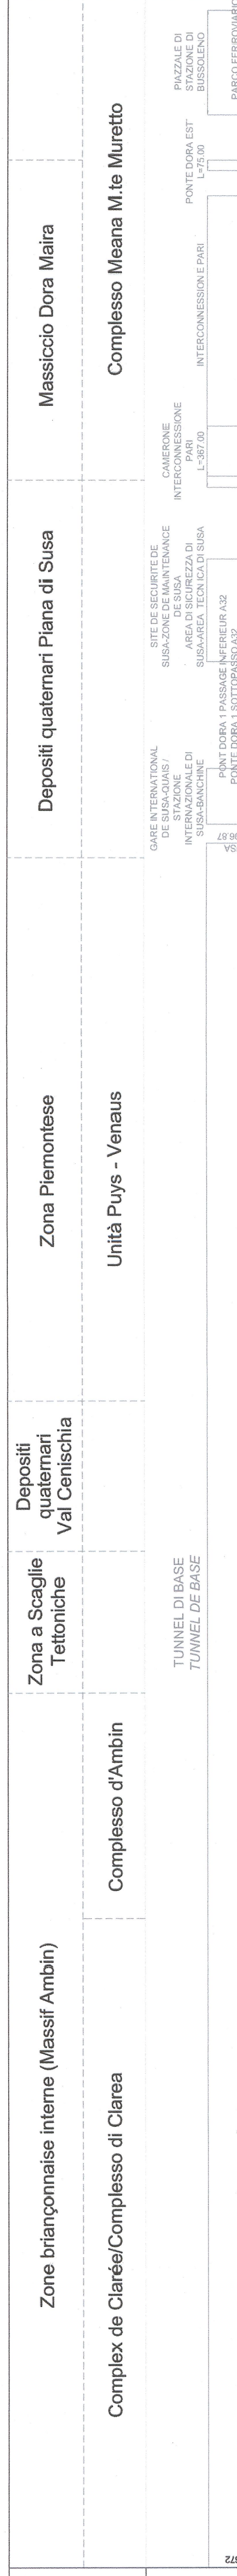 Zone briançonnaise interne (Massif Ambin)
Zona a Scaglie
Tettoniche
Depositi
quaternari
Val Cenischia
Zona Piemontese
Depositi quaternari Piana di Susa
Massiccio Dora Maira
Complex de Clarée/Complesso di Clarea
Complesso d'Ambin
Unità Puys - Venaus
Complesso Meana M.te Muretto
TUNNEL DI BASE
TUNNEL DE BASE
GARE INTERNATIONAL
DE SUSA-QUAIS /
STAZIONE
INTERNAZIONALE DI
SUSA-BANCHINE
SITE DE SECURITE DE
SUSA-ZONE DE MAINTENANCE
DE SUSA
AREA DI SICUREZZA DI
SUSA-AREA TECNICA DI SUSA
CAMERONE
INTERCONNESSIONE
PARI
L=367.00
INTERCONNESSION E PARI
PONTE DORA EST
L=75.00
PIAZZALE DI
STAZIONE DI
BUSSOLENO
PONT DORA 1 PASSAGE INFERIEUR A32
PONTE DORA 1 SOTTOPASSO A32
PARCO FERROVIARIO
96.87